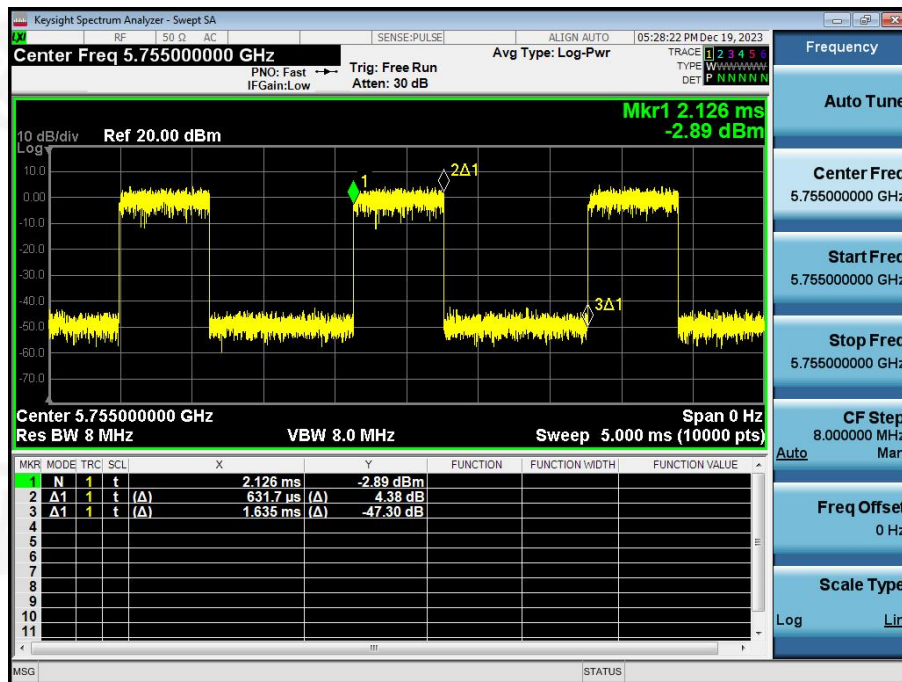 Keysight Spectrum Analyzer - Swept SA
LXI RF 50 Ω AC SENSE:PULSE ALIGN AUTO 05:28:22 PM Dec 19, 2023
Center Freq 5.755000000 GHz
PNO: Fast
IFGain:Low
Trig: Free Run
Atten: 30 dB
Avg Type: Log-Pwr
TRACE 1 2 3 4 5 6
TYPE W
DET P N N N N N
Mkr1 2.126 ms
-2.89 dBm
10 dB/div Ref 20.00 dBm
Log
10.0
0.00
-10.0
-20.0
-30.0
-40.0
-50.0
-60.0
-70.0
1
2Δ1
3Δ1
Center 5.755000000 GHz Span 0 Hz
Res BW 8 MHz VBW 8.0 MHz Sweep 5.000 ms (10000 pts)
MKR MODE TRC SCL X Y FUNCTION FUNCTION WIDTH FUNCTION VALUE
1 N 1 t 2.126 ms -2.89 dBm
2 Δ1 1 t (Δ) 631.7 µs (Δ) 4.38 dB
3 Δ1 1 t (Δ) 1.635 ms (Δ) -47.30 dB
4
5
6
7
8
9
10
11
MSG STATUS
Frequency
Auto Tune
Center Freq
5.755000000 GHz
Start Freq
5.755000000 GHz
Stop Freq
5.755000000 GHz
CF Step
8.000000 MHz
Auto Man
Freq Offset
0 Hz
Scale Type
Log Lin